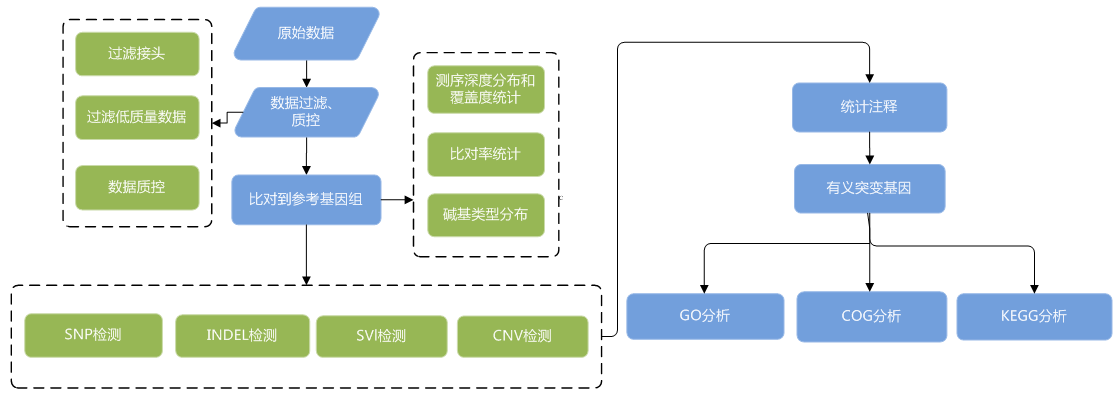 原始数据
过滤接头
过滤低质量数据
数据质控
数据过滤、
质控
比对到参考基因组
测序深度分布和
覆盖度统计
比对率统计
碱基类型分布
SNP检测
INDEL检测
SVl检测
CNV检测
统计注释
有义突变基因
GO分析
COG分析
KEGG分析